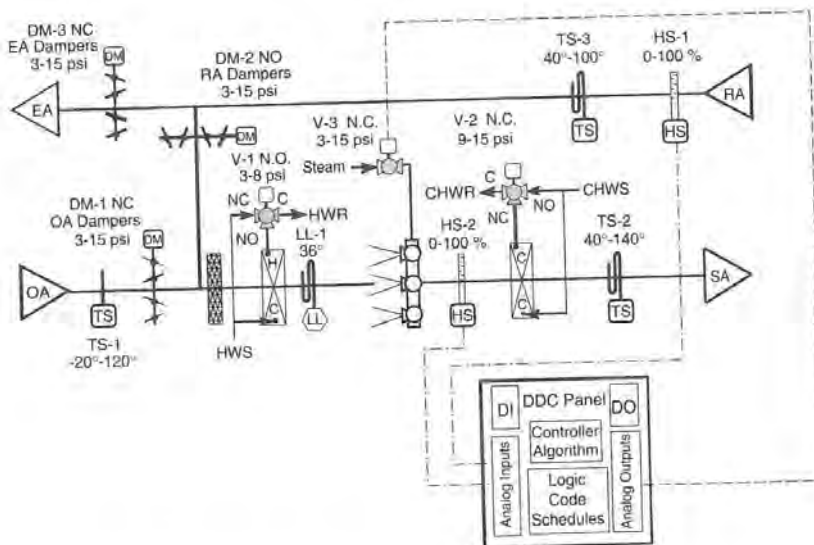 DM-3 NC
EA Dampers
3-15 psi
DM
EA
DM-2 NO
RA Dampers
3-15 psi
DM
TS-3
40°-100°
TS
HS-1
0-100 %
HS
RA
V-3 N.C.
3-15 psi
Steam
V-2 N.C.
9-15 psi
C
CHWR
CHWS
NC
NO
V-1 N.O.
3-8 psi
NC
C
HWR
NO
DM-1 NC
OA Dampers
3-15 psi
DM
LL-1
36°
LL
HS-2
0-100 %
HS
TS-2
40°-140°
TS
OA
TS
TS-1
-20°-120°
H
C
HWS
C
C
SA
DI
DDC Panel
DO
Controller
Algorithm
Logic
Code
Schedules
Analog Inputs
Analog Outputs